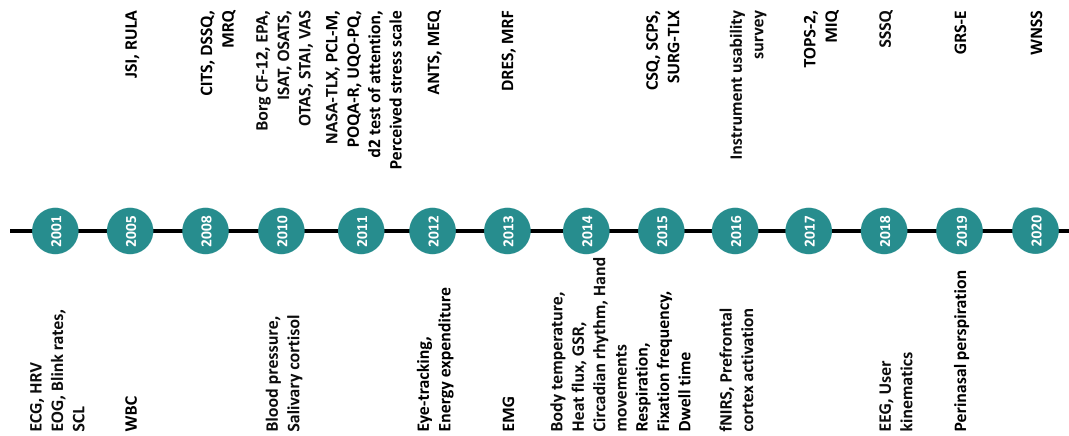 JSI, RULA
CITS, DSSQ,
MRQ
Borg CF-12, EPA,
ISAT, OSATS,
OTAS, STAI, VAS
NASA-TLX, PCL-M,
POQA-R, UQO-PQ,
d2 test of attention,
Perceived stress scale
ANTS, MEQ
DRES, MRF
CSQ, SCPS,
SURG-TLX
Instrument usability
survey
TOPS-2,
MIQ
SSSQ
GRS-E
WNSS
2001
2005
2008
2010
2011
2012
2013
2014
2015
2016
2017
2018
2019
2020
ECG, HRV
EOG, Blink rates,
SCL
WBC
Blood pressure,
Salivary cortisol
Eye-tracking,
Energy expenditure
EMG
Body temperature,
Heat flux, GSR,
Circadian rhythm, Hand
movements
Respiration,
Fixation frequency,
Dwell time
fNIRS, Prefrontal
cortex activation
EEG, User
kinematics
Perinasal perspiration